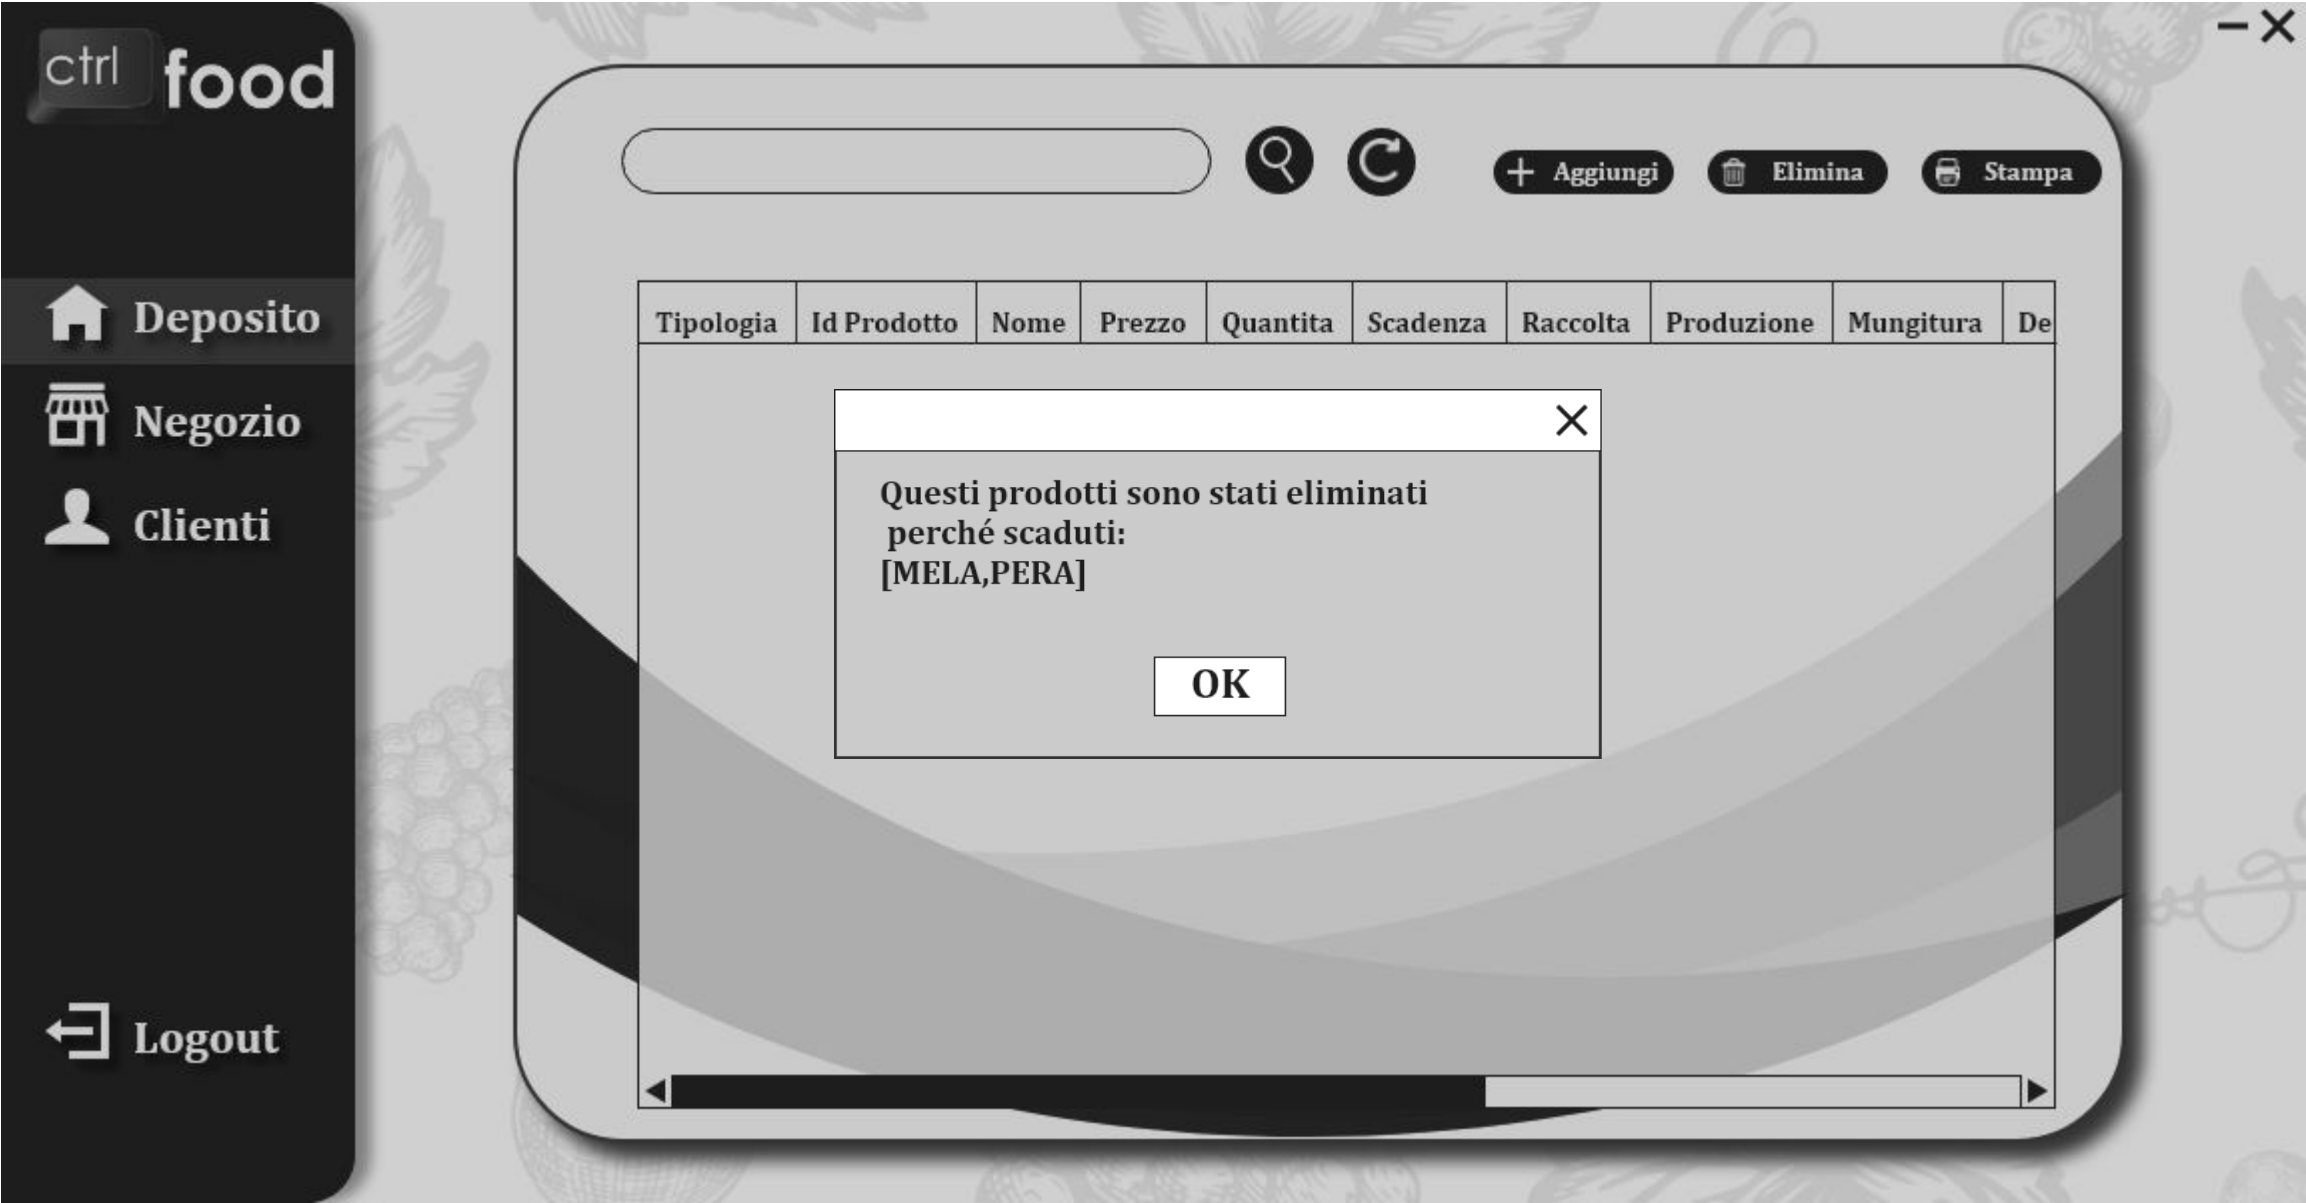 ctrl food
Aggiungi Elimina Stampa
Deposito
Negozio
Clienti
Logout
Tipologia Id Prodotto Nome Prezzo Quantita Scadenza Raccolta Produzione Mungitura De
Questi prodotti sono stati eliminati
perché scaduti:
[MELA,PERA]
OK